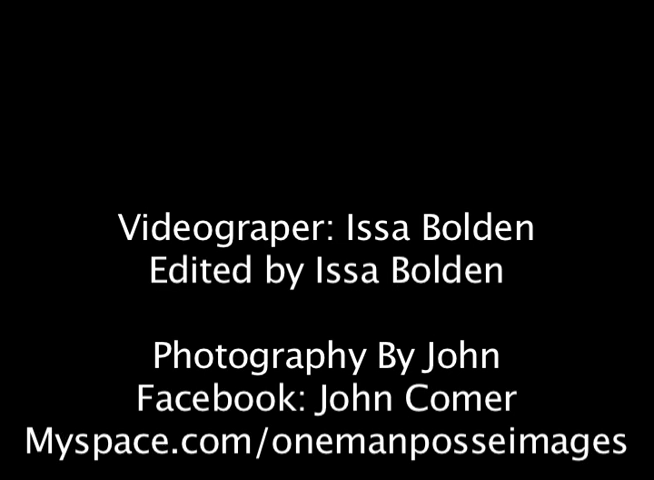 Videograper: Issa Bolden
Edited by Issa Bolden
Photography By John
Facebook: John Comer
Myspace.com/onemanposseimages